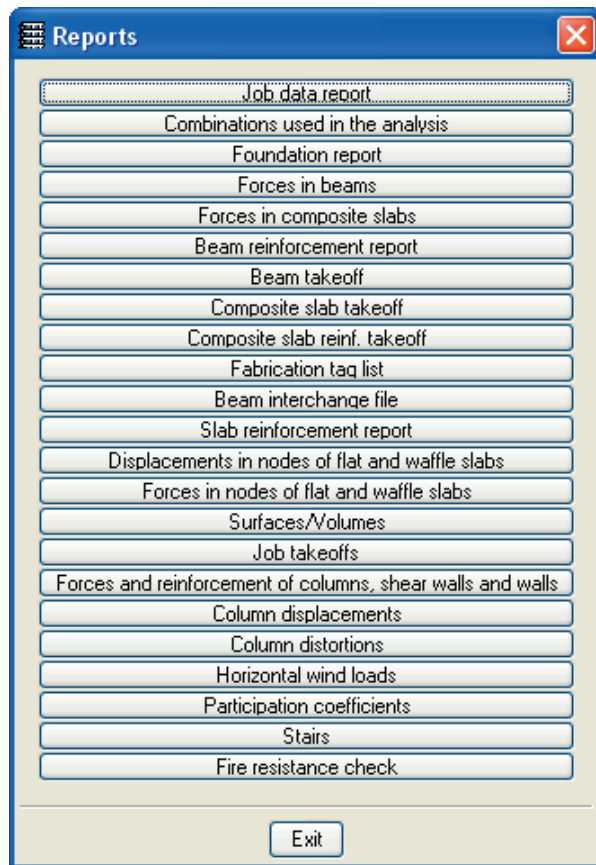 Reports
Job data report
Combinations used in the analysis
Foundation report
Forces in beams
Forces in composite slabs
Beam reinforcement report
Beam takeoff
Composite slab takeoff
Composite slab reinf. takeoff
Fabrication tag list
Beam interchange file
Slab reinforcement report
Displacements in nodes of flat and waffle slabs
Forces in nodes of flat and waffle slabs
Surfaces/Volumes
Job takeoffs
Forces and reinforcement of columns, shear walls and walls
Column displacements
Column distortions
Horizontal wind loads
Participation coefficients
Stairs
Fire resistance check
Exit